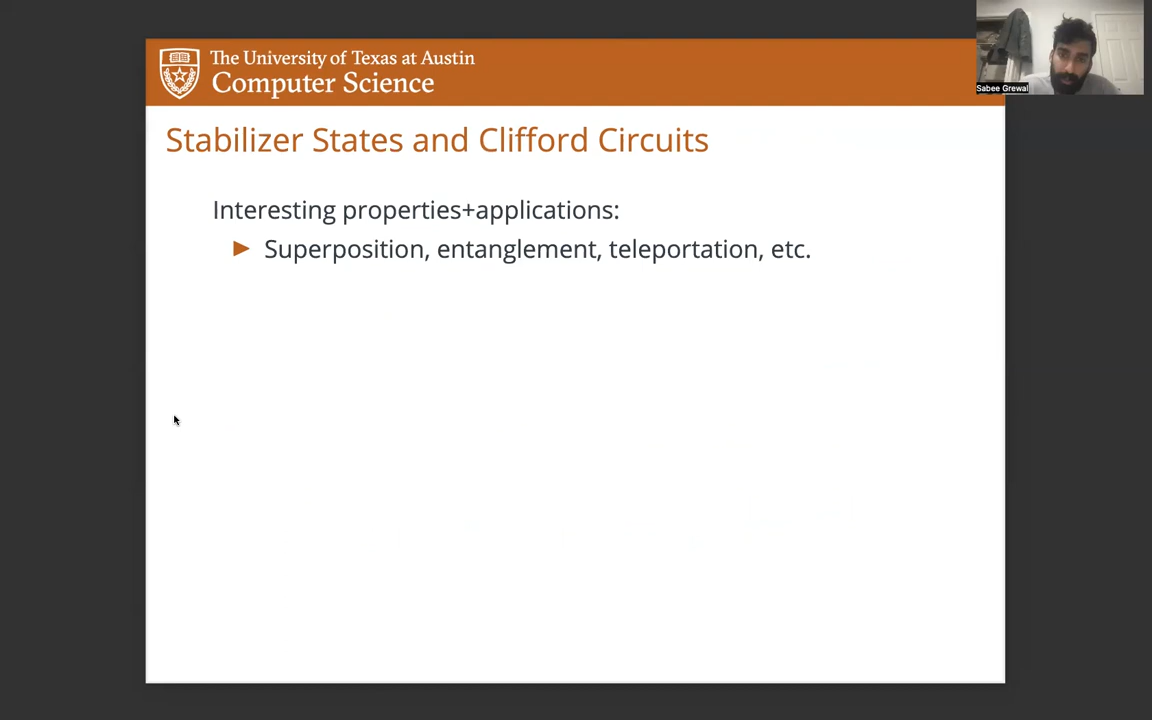 The University of Texas at Austin
Computer Science
Sabee Grewal
Stabilizer States and Clifford Circuits
Interesting properties+applications:
Superposition, entanglement, teleportation, etc.